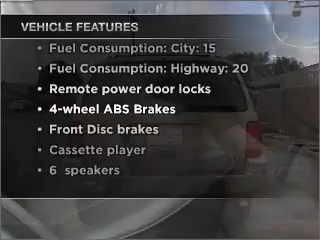 VEHICLE FEATURES
• Fuel Consumption: City: 15
• Fuel Consumption: Highway: 20
• Remote power door locks
• 4-wheel ABS Brakes
• Front Disc brakes
• Cassette player
• 6 speakers